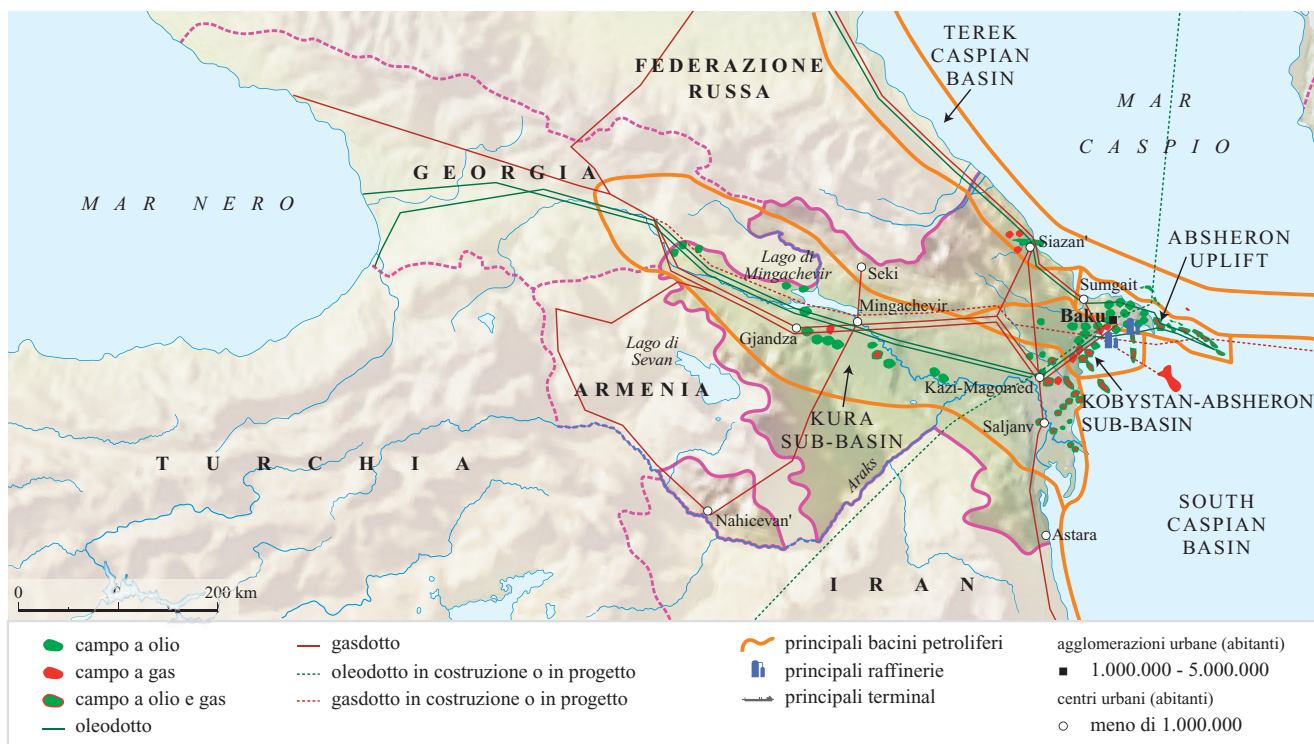 TEREK
CASPIAN
BASIN
FEDERAZIONE
RUSSA
MAR
CASPIO
GEORGIA
MAR NERO
Siazan'
ABSHERON
UPLIFT
Lago di
Mingachevir
Seki
Sumgait
Mingachevir
Baku
Gjandza
Lago di
Sevan
ARMENIA
Kazi-Magomed
KOBYSTAN-ABSHERON
SUB-BASIN
KURA
SUB-BASIN
Saljanv
TURCHIA
Araks
Nahicevan'
SOUTH
CASPIAN
BASIN
Astara
IRAN
0 200 km
campo a olio
campo a gas
campo a olio e gas
oleodotto
gasdotto
oleodotto in costruzione o in progetto
gasdotto in costruzione o in progetto
principali bacini petroliferi
principali raffinerie
principali terminal
agglomerazioni urbane (abitanti)
1.000.000 - 5.000.000
centri urbani (abitanti)
meno di 1.000.000